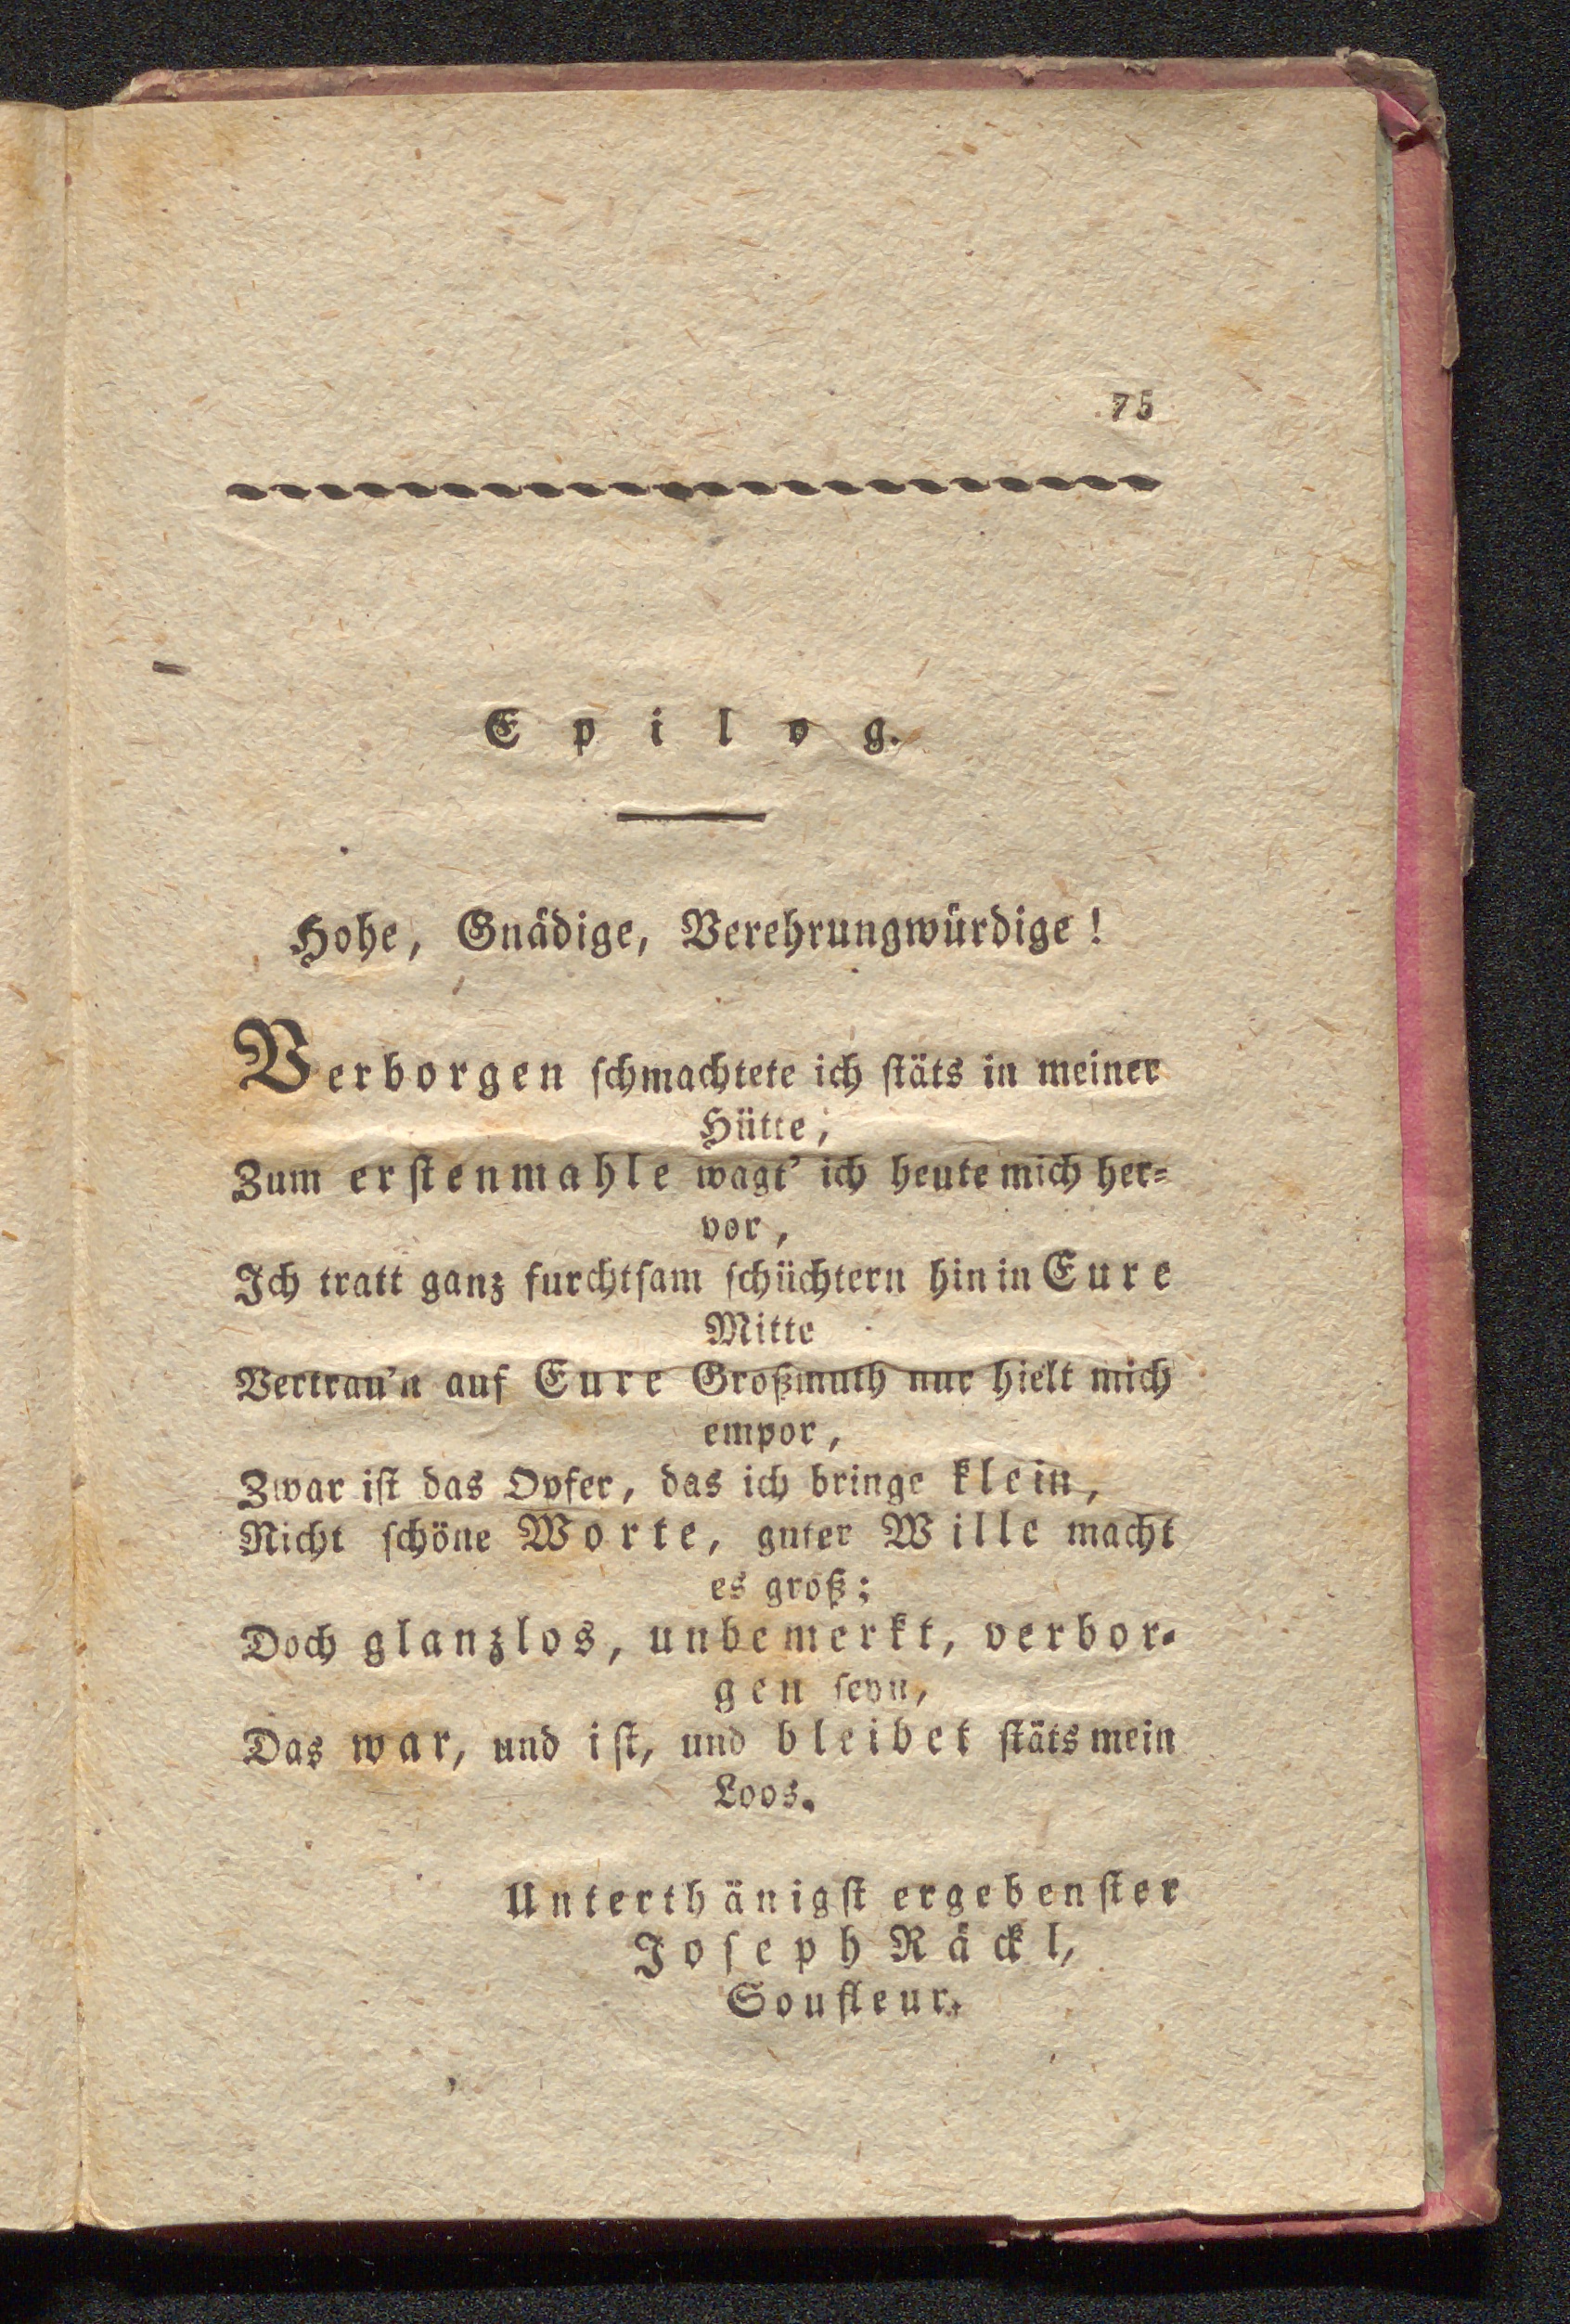 75
Epilog.
Hohe, Gnädige, Verehrungwürdige!
Verborgen ſchmachtete ich ſtäts in meiner
Hütte,
Zum erſtenmahle wagt' ich heute mich her-
vor,
Ich tratt ganz furchtſam ſchüchtern hin in Eure
Mitte
Vertrau'n auf Eure Großmuth nur hielt mich
empor,
Zwar iſt das Opfer, das ich bringe klein,
Nicht ſchöne Worte, guter Wille macht
es groß;
Doch glanzlos, unbemerkt, verbor-
gen ſeyn,
Das war, und iſt, und bleibet ſtäts mein
Loos.
Unterthänigſt ergebenſter
Joſeph Räckl,
Soufleur.